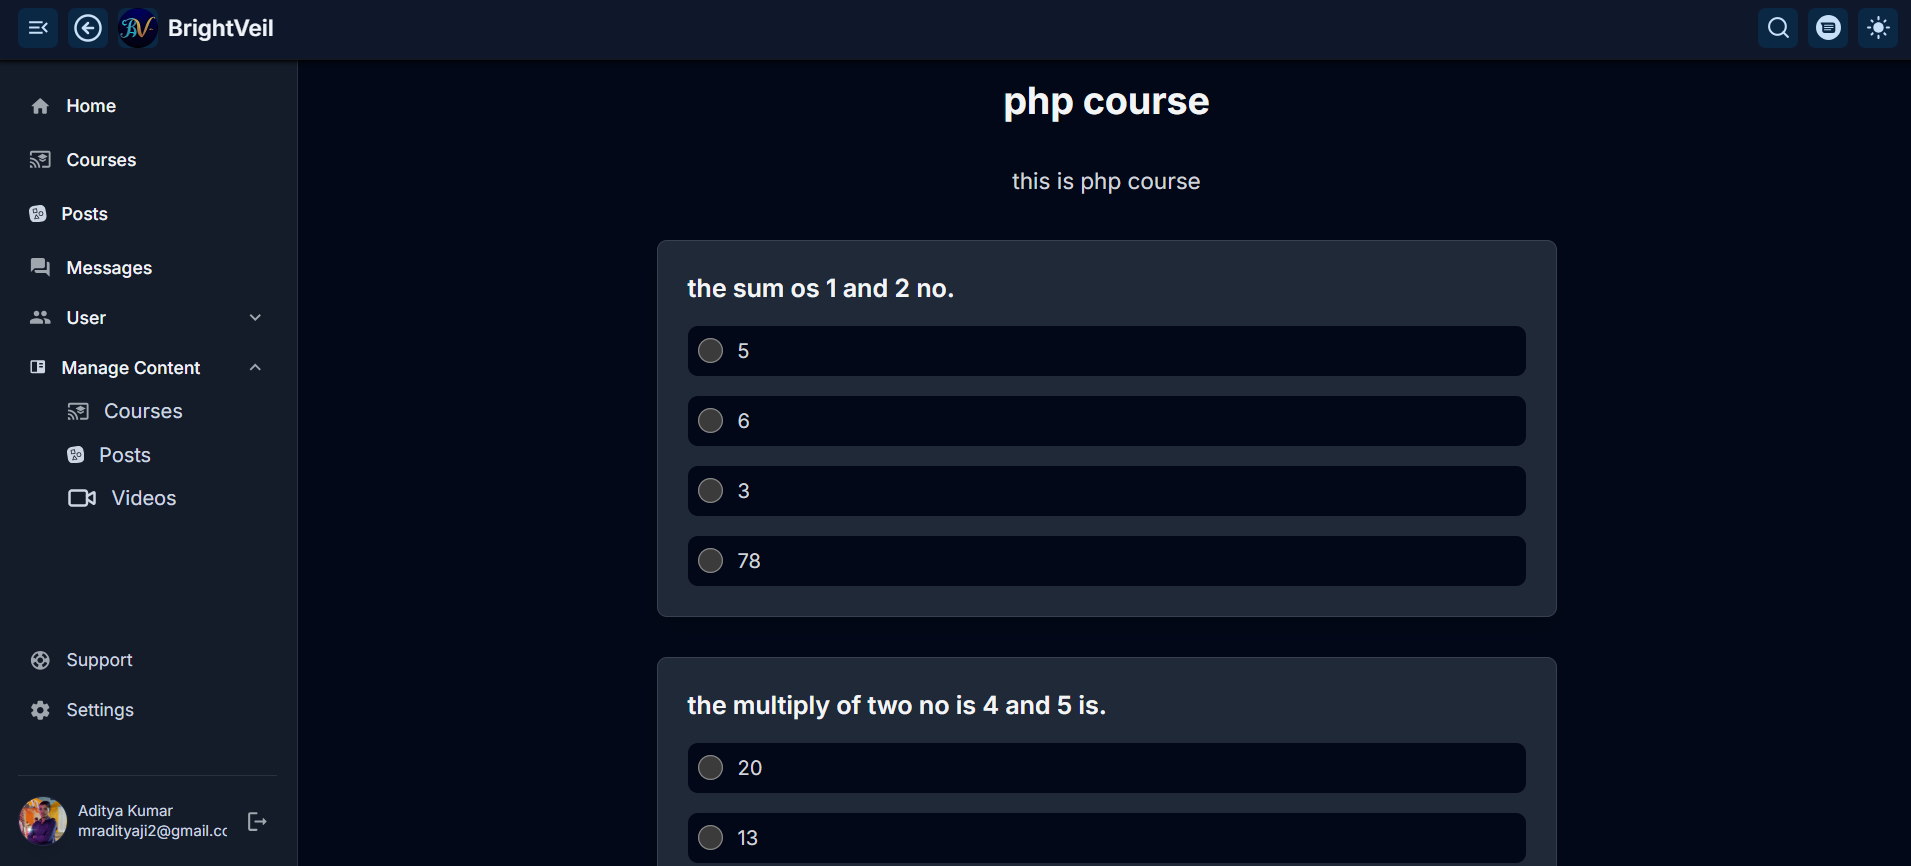 BV
BrightVeil
Home
Courses
Posts
Messages
User
Manage Content
Courses
Posts
Videos
Support
Settings
Aditya Kumar
mradityaji2@gmail.cc
php course
this is php course
the sum os 1 and 2 no.
5
6
3
78
the multiply of two no is 4 and 5 is.
20
13